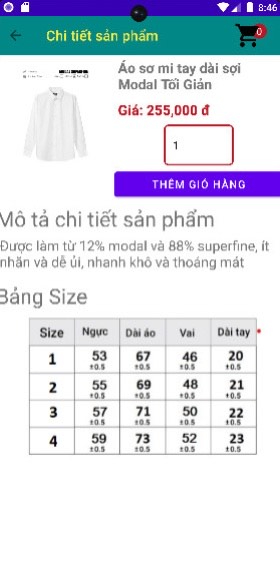 8:46
Chi tiết sản phẩm
0
Áo sơ mi tay dài sợi
Modal Tối Giản
Giá: 255,000 đ
1
THÊM GIỎ HÀNG
Mô tả chi tiết sản phẩm
Được làm từ 12% modal và 88% superfine, ít
nhăn và dễ ủi, nhanh khô và thoáng mát
Bảng Size
Size Ngực Dài áo Vai Dài tay
1 53 ±0.5 67 ±0.5 46 ±0.5 20 ±0.5
2 55 ±0.5 69 ±0.5 48 ±0.5 21 ±0.5
3 57 ±0.5 71 ±0.5 50 ±0.5 22 ±0.5
4 59 ±0.5 73 ±0.5 52 ±0.5 23 ±0.5